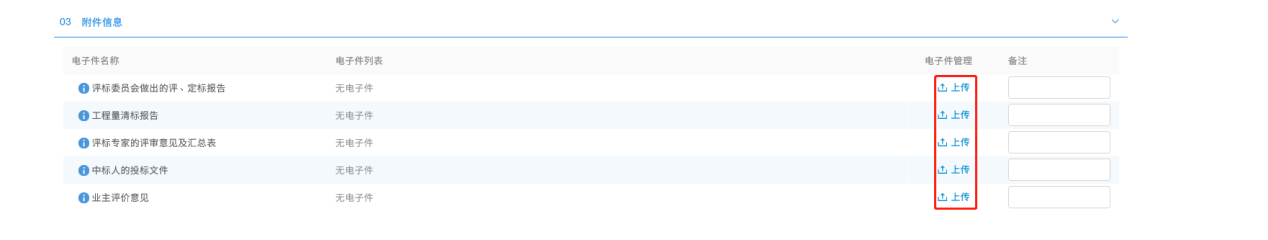 03 附件信息
电子件名称 电子件列表 电子件管理 备注
评标委员会做出的评、定标报告 无电子件 上传
工程量清标报告 无电子件 上传
评标专家的评审意见及汇总表 无电子件 上传
中标人的投标文件 无电子件 上传
业主评价意见 无电子件 上传